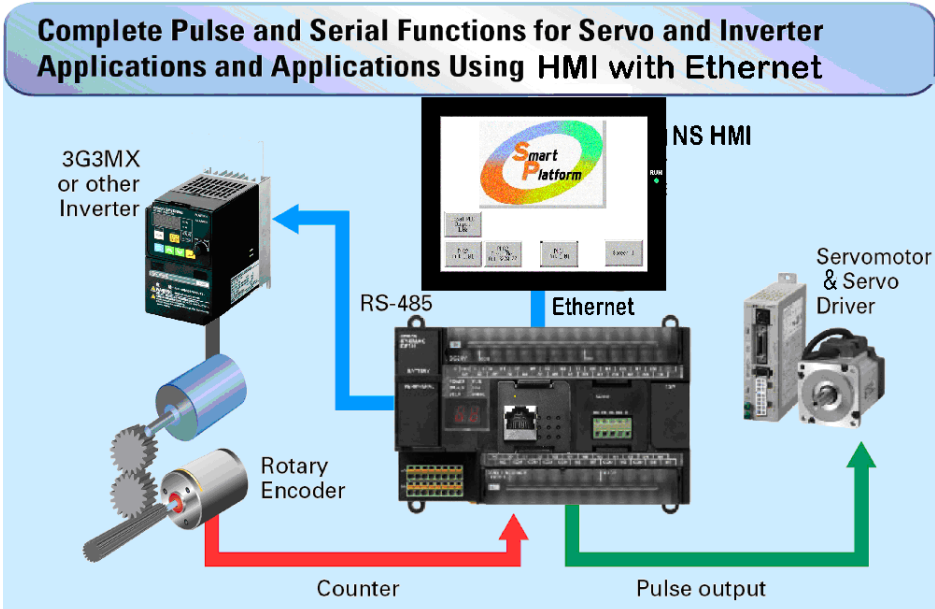 Complete Pulse and Serial Functions for Servo and Inverter
Applications and Applications Using HMI with Ethernet
NS HMI
3G3MX
or other
Inverter
Smart
Platform
RUN
Servomotor
& Servo
Driver
RS-485
Ethernet
BATTERY
Rotary
Encoder
Counter
Pulse output